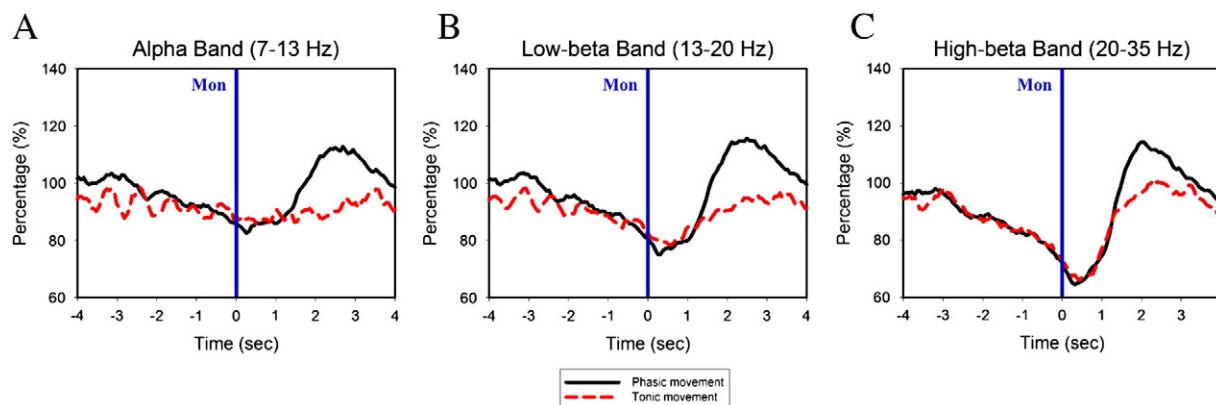 A
Alpha Band (7-13 Hz)
Percentage (%)
140
120
100
80
60
Mon
-4 -3 -2 -1 0 1 2 3 4
Time (sec)
B
Low-beta Band (13-20 Hz)
Percentage (%)
140
120
100
80
60
Mon
-4 -3 -2 -1 0 1 2 3 4
Time (sec)
C
High-beta Band (20-35 Hz)
Percentage (%)
140
120
100
80
60
Mon
-4 -3 -2 -1 0 1 2 3
Time (sec)
Phasic movement
Tonic movement